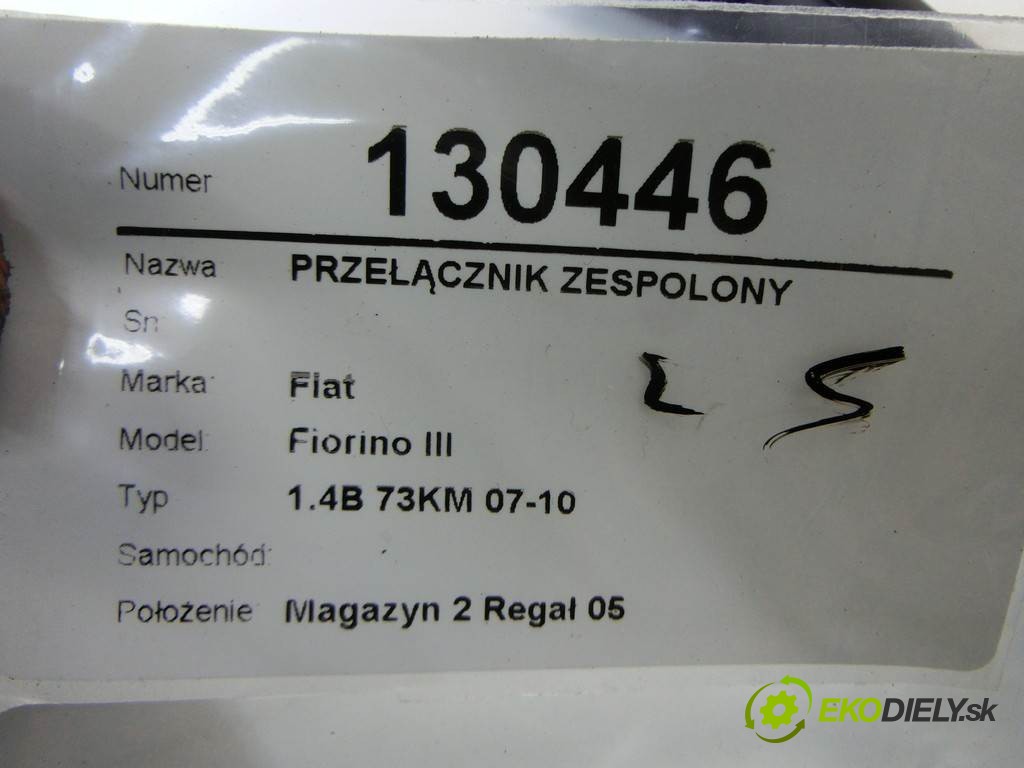 Numer 130446
Nazwa PRZEŁĄCZNIK ZESPOLONY
Sn
Marka: Fiat
Model: Fiorino III
Typ 1.4B 73KM 07-10
Samochód:
Położenie Magazyn 2 Regał 05
EKODIELY.sk